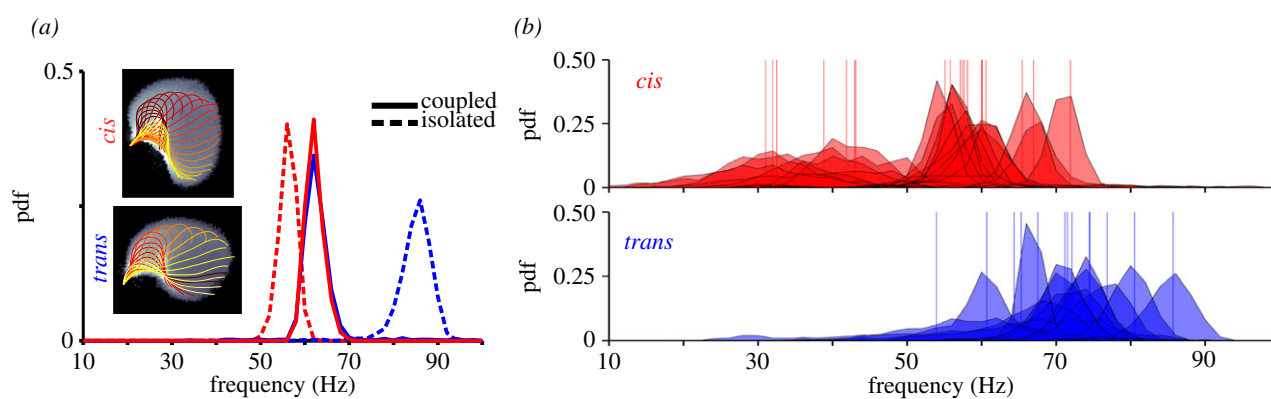 (a)
0.5
cis
trans
coupled
isolated
pdf
0
10 30 50 70 90
frequency (Hz)
(b)
0.50
cis
pdf
0.25
0
0.50
trans
pdf
0.25
0
10 30 50 70 90
frequency (Hz)